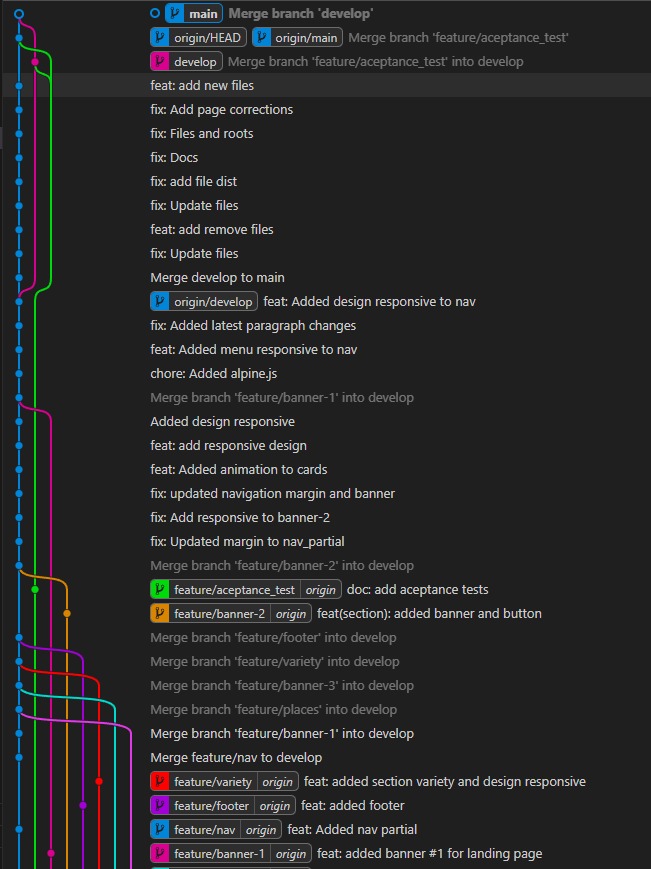 main Merge branch 'develop'
origin/HEAD origin/main Merge branch 'feature/aceptance_test'
develop Merge branch 'feature/aceptance_test' into develop
feat: add new files
fix: Add page corrections
fix: Files and roots
fix: Docs
fix: add file dist
fix: Update files
feat: add remove files
fix: Update files
Merge develop to main
origin/develop feat: Added design responsive to nav
fix: Added latest paragraph changes
feat: Added menu responsive to nav
chore: Added alpine.js
Merge branch 'feature/banner-1' into develop
Added design responsive
feat: add responsive design
feat: Added animation to cards
fix: updated navigation margin and banner
fix: Add responsive to banner-2
fix: Updated margin to nav_partial
Merge branch 'feature/banner-2' into develop
feature/aceptance_test origin doc: add aceptance tests
feature/banner-2 origin feat(section): added banner and button
Merge branch 'feature/footer' into develop
Merge branch 'feature/variety' into develop
Merge branch 'feature/banner-3' into develop
Merge branch 'feature/places' into develop
Merge branch 'feature/banner-1' into develop
Merge feature/nav to develop
feature/variety origin feat: added section variety and design responsive
feature/footer origin feat: added footer
feature/nav origin feat: Added nav partial
feature/banner-1 origin feat: added banner #1 for landing page